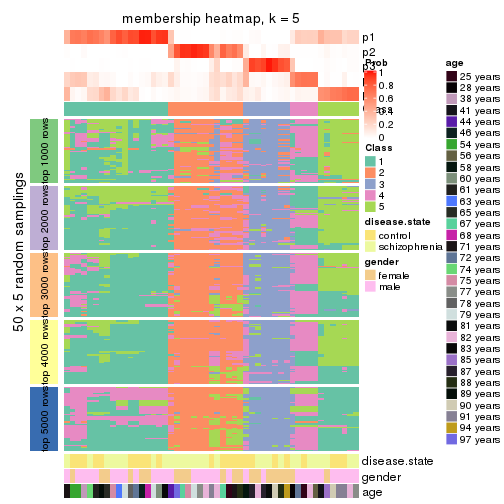 membership heatmap, k = 5
p1
p2
p3
Prob
1
0.8
0.6
0.4
0.2
0
Class
1
2
3
4
5
disease.state
control
schizophrenia
gender
female
male
age
25 years
28 years
38 years
41 years
44 years
46 years
54 years
56 years
58 years
60 years
61 years
63 years
65 years
67 years
68 years
71 years
72 years
74 years
75 years
77 years
78 years
79 years
81 years
82 years
83 years
85 years
87 years
88 years
89 years
90 years
91 years
94 years
97 years
50 x 5 random samplings
top 1000 rows
top 2000 rows
top 3000 rows
top 4000 rows
top 5000 rows
disease.state
gender
age